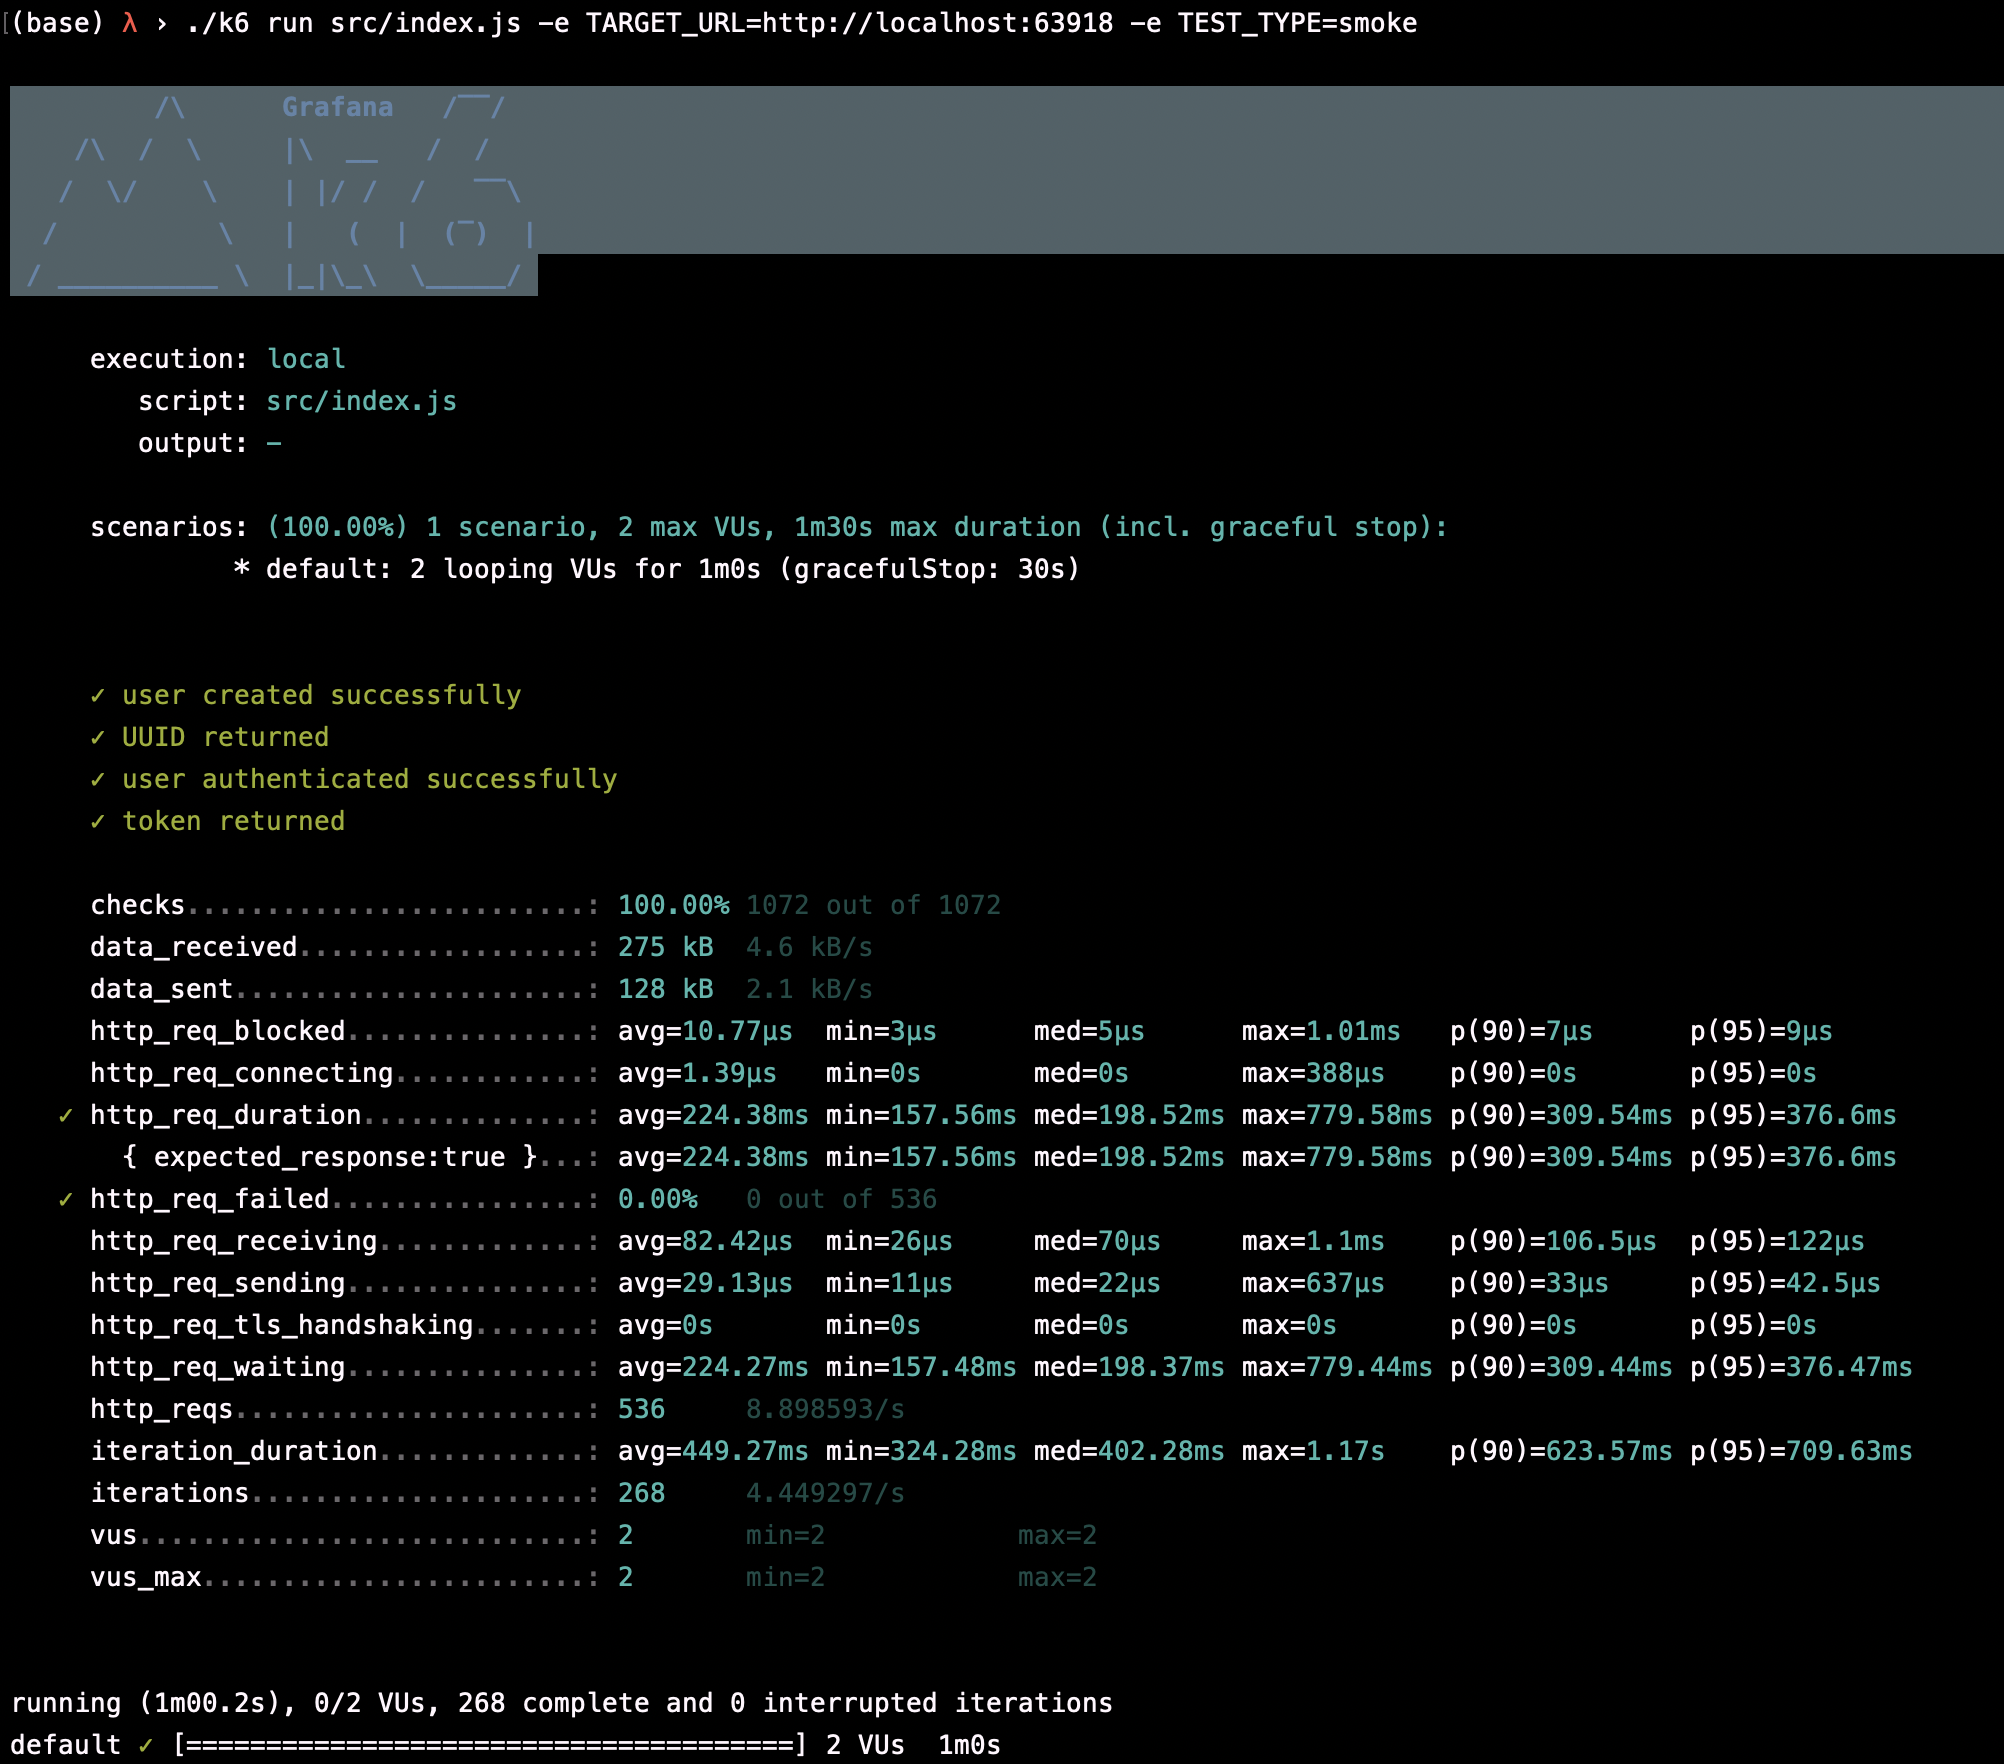 [(base) λ › ./k6 run src/index.js -e TARGET_URL=http://localhost:63918 -e TEST_TYPE=smoke
         /\      Grafana   /‾‾/
    /\  /  \     |\  __   /  /
   /  \/    \    | |/ /  /   ‾‾\
  /          \   |   (  |  (‾)  |
 / __________ \  |_|\_\  \_____/
execution: local
script: src/index.js
output: -
scenarios: (100.00%) 1 scenario, 2 max VUs, 1m30s max duration (incl. graceful stop):
* default: 2 looping VUs for 1m0s (gracefulStop: 30s)
✓ user created successfully
✓ UUID returned
✓ user authenticated successfully
✓ token returned
checks.........................: 100.00% 1072 out of 1072
data_received..................: 275 kB  4.6 kB/s
data_sent......................: 128 kB  2.1 kB/s
http_req_blocked...............: avg=10.77µs  min=3µs      med=5µs      max=1.01ms   p(90)=7µs      p(95)=9µs
http_req_connecting............: avg=1.39µs   min=0s       med=0s       max=388µs    p(90)=0s       p(95)=0s
✓ http_req_duration..............: avg=224.38ms min=157.56ms med=198.52ms max=779.58ms p(90)=309.54ms p(95)=376.6ms
{ expected_response:true }...: avg=224.38ms min=157.56ms med=198.52ms max=779.58ms p(90)=309.54ms p(95)=376.6ms
✓ http_req_failed................: 0.00%   0 out of 536
http_req_receiving.............: avg=82.42µs  min=26µs     med=70µs     max=1.1ms    p(90)=106.5µs  p(95)=122µs
http_req_sending...............: avg=29.13µs  min=11µs     med=22µs     max=637µs    p(90)=33µs     p(95)=42.5µs
http_req_tls_handshaking.......: avg=0s       min=0s       med=0s       max=0s       p(90)=0s       p(95)=0s
http_req_waiting...............: avg=224.27ms min=157.48ms med=198.37ms max=779.44ms p(90)=309.44ms p(95)=376.47ms
http_reqs......................: 536     8.898593/s
iteration_duration.............: avg=449.27ms min=324.28ms med=402.28ms max=1.17s    p(90)=623.57ms p(95)=709.63ms
iterations.....................: 268     4.449297/s
vus............................: 2       min=2            max=2
vus_max........................: 2       min=2            max=2
running (1m00.2s), 0/2 VUs, 268 complete and 0 interrupted iterations
default ✓ [======================================] 2 VUs  1m0s